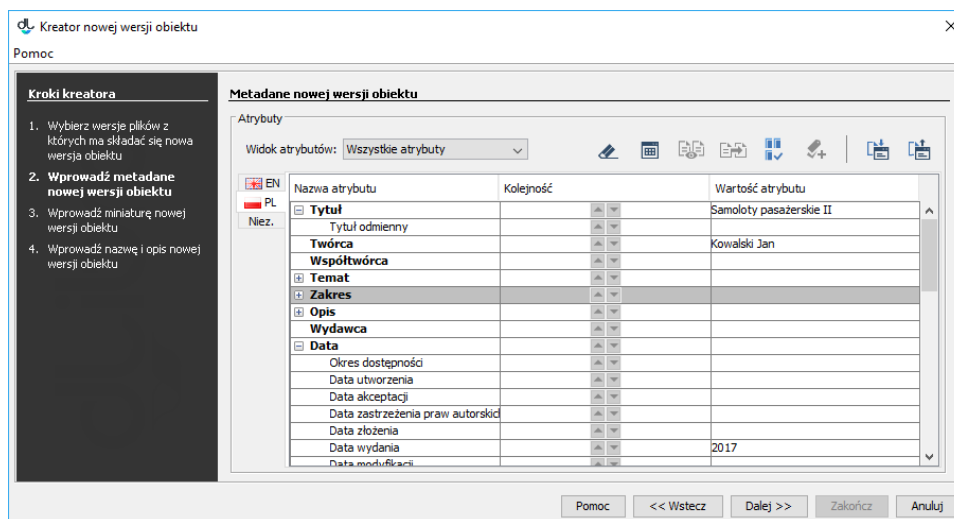 Kreator nowej wersji obiektu
Pomoc
Kroki kreatora
1. Wybierz wersje plików z
których ma składać się nowa
wersja obiektu
2. Wprowadź metadane
nowej wersji obiektu
3. Wprowadź miniaturę nowej
wersji obiektu
4. Wprowadź nazwę i opis nowej
wersji obiektu
Metadane nowej wersji obiektu
Atrybuty
Widok atrybutów: Wszystkie atrybuty
EN
PL
Niez.
Nazwa atrybutu Kolejność Wartość atrybutu
Tytuł Samoloty pasażerskie II
Tytuł odmienny
Twórca Kowalski Jan
Współtwórca
Temat
Zakres
Opis
Wydawca
Data
Okres dostępności
Data utworzenia
Data akceptacji
Data zastrzeżenia praw autorskich
Data złożenia
Data wydania 2017
Data modyfikacji
Pomoc << Wstecz Dalej >> Zakończ Anuluj